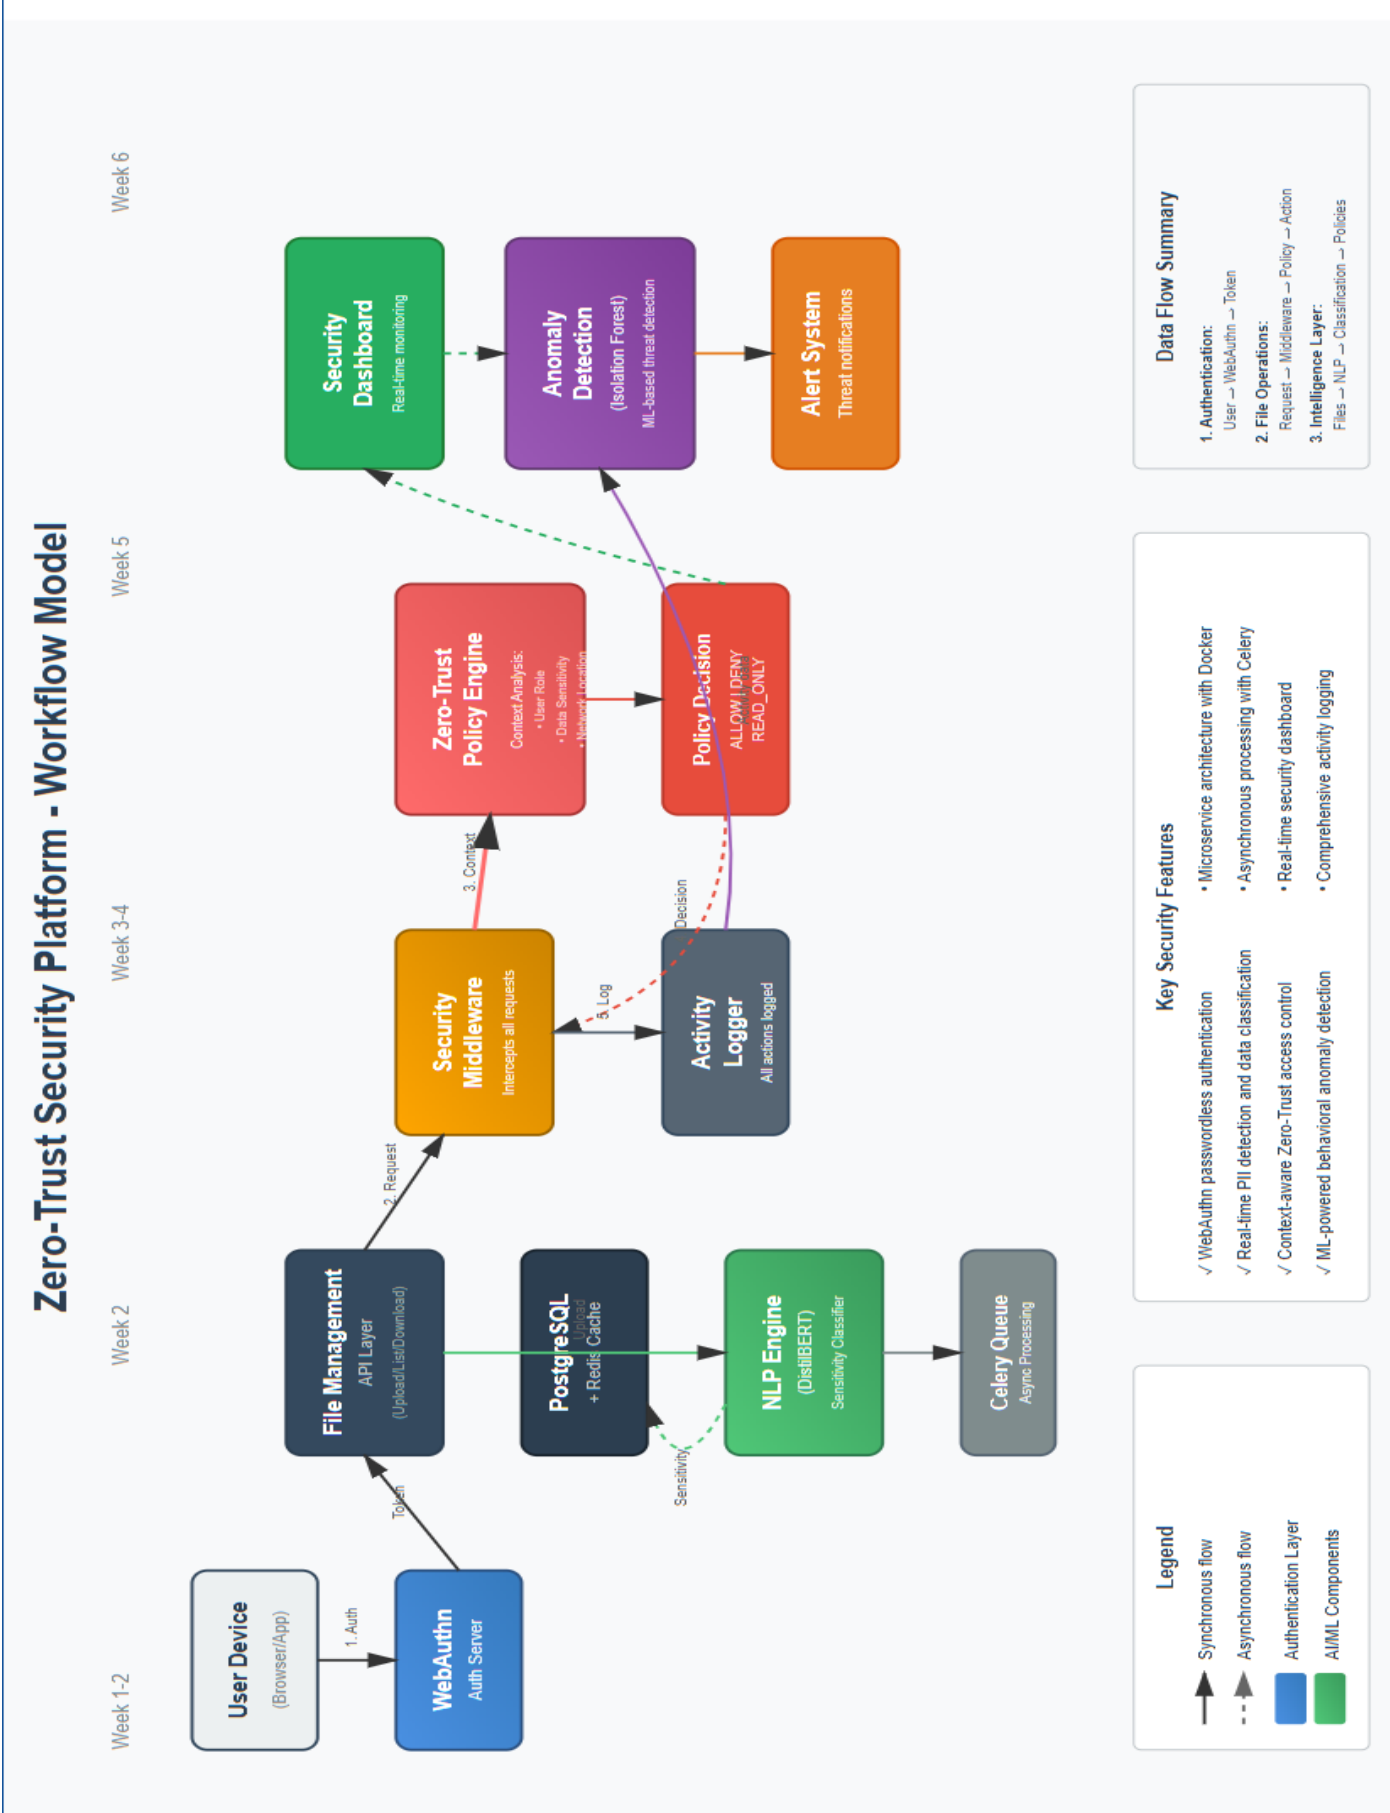 Zero-Trust Security Platform - Workflow Model
Week 1-2
Week 2
Week 3-4
Week 5
Week 6
User Device
(Browser/App)
1. Auth
WebAuthn
Auth Server
Token
File Management
API Layer
(Upload/List/Download)
PostgreSQL
Upload
+ Redis Cache
Sensitivity
NLP Engine
(DistilBERT)
Sensitivity Classifier
Celery Queue
Async Processing
2. Request
Security
Middleware
Intercepts all requests
5. Log
Activity
Logger
All actions logged
3. Context
Decision
Zero-Trust
Policy Engine
Context Analysis:
• User Role
• Data Sensitivity
• Network Location
Policy Decision
ALLOW | DENY
READ_ONLY
Security
Dashboard
Real-time monitoring
Anomaly
Detection
(Isolation Forest)
ML-based threat detection
Alert System
Threat notifications
Legend
Synchronous flow
Asynchronous flow
Authentication Layer
AI/ML Components
Key Security Features
✓ WebAuthn passwordless authentication
✓ Real-time PII detection and data classification
✓ Context-aware Zero-Trust access control
✓ ML-powered behavioral anomaly detection
• Microservice architecture with Docker
• Asynchronous processing with Celery
• Real-time security dashboard
• Comprehensive activity logging
Data Flow Summary
1. Authentication:
User → WebAuthn → Token
2. File Operations:
Request → Middleware → Policy → Action
3. Intelligence Layer:
Files → NLP → Classification → Policies